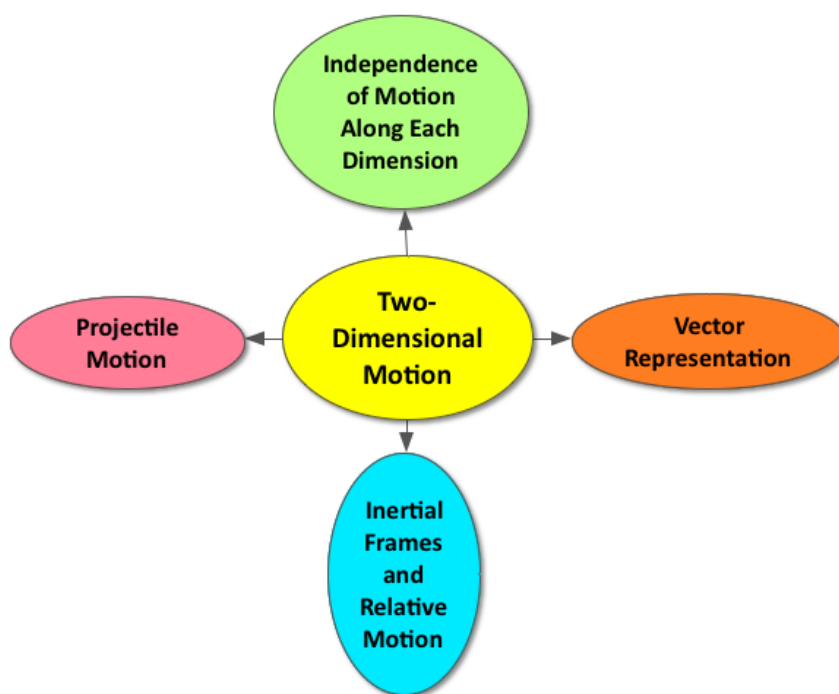 Independence
of Motion
Along Each
Dimension
Projectile
Motion
Two-
Dimensional
Motion
Vector
Representation
Inertial
Frames
and
Relative
Motion